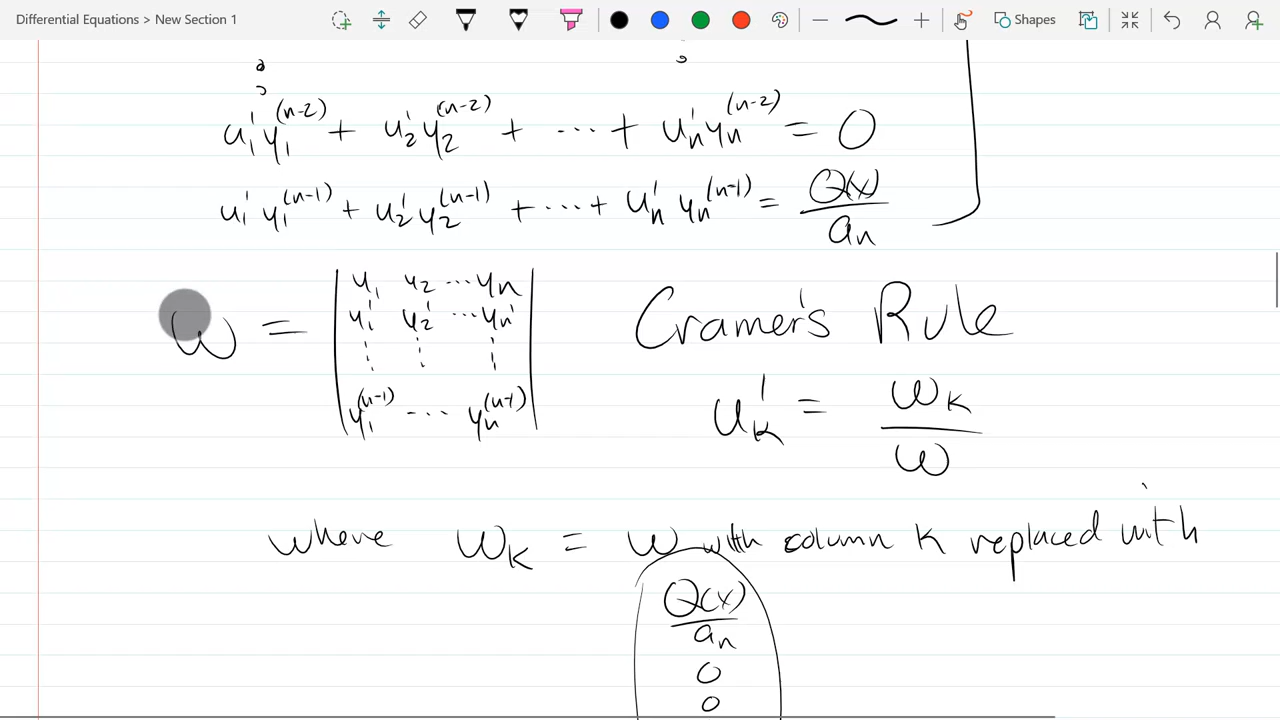 Differential Equations > New Section 1
Shapes
u₁'y₁⁽ⁿ⁻²⁾ + u₂'y₂⁽ⁿ⁻²⁾ + ⋯ + uₙ'yₙ⁽ⁿ⁻²⁾ = 0
u₁'y₁⁽ⁿ⁻¹⁾ + u₂'y₂⁽ⁿ⁻¹⁾ + ⋯ + uₙ'yₙ⁽ⁿ⁻¹⁾ = Q(x)/aₙ
w = | y₁ y₂ ⋯ yₙ |
| y₁' y₂' ⋯ yₙ' |
| ⋮ ⋮ ⋮ |
| y₁⁽ⁿ⁻¹⁾ ⋯ yₙ⁽ⁿ⁻¹⁾ |
Cramer's Rule
uₖ' = wₖ/w
where wₖ = w with column k replaced with
Q(x)/aₙ
0
0